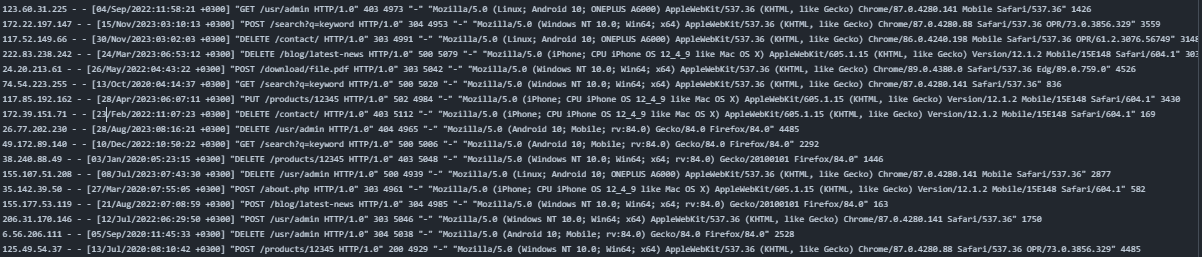 123.60.31.225 - - [04/Sep/2022:11:58:21 +0300] "GET /usr/admin HTTP/1.0" 403 4973 "-" "Mozilla/5.0 (Linux; Android 10; ONEPLUS A6000) AppleWebKit/537.36 (KHTML, like Gecko) Chrome/87.0.4280.141 Mobile Safari/537.36" 1426
172.22.197.147 - - [15/Nov/2023:03:10:13 +0300] "POST /search?q=keyword HTTP/1.0" 304 4953 "-" "Mozilla/5.0 (Windows NT 10.0; Win64; x64) AppleWebKit/537.36 (KHTML, like Gecko) Chrome/87.0.4280.88 Safari/537.36 OPR/73.0.3856.329" 3559
117.52.149.66 - - [30/Nov/2023:03:02:03 +0300] "DELETE /contact/ HTTP/1.0" 303 4991 "-" "Mozilla/5.0 (Linux; Android 10; ONEPLUS A6000) AppleWebKit/537.36 (KHTML, like Gecko) Chrome/86.0.4240.198 Mobile Safari/537.36 OPR/61.2.3076.56749" 3148
222.83.238.242 - - [24/Mar/2023:06:53:12 +0300] "DELETE /blog/latest-news HTTP/1.0" 500 5079 "-" "Mozilla/5.0 (iPhone; CPU iPhone OS 12_4_9 like Mac OS X) AppleWebKit/605.1.15 (KHTML, like Gecko) Version/12.1.2 Mobile/15E148 Safari/604.1"
24.20.213.61 - - [26/May/2022:04:43:22 +0300] "POST /download/file.pdf HTTP/1.0" 303 5042 "-" "Mozilla/5.0 (Windows NT 10.0; Win64; x64) AppleWebKit/537.36 (KHTML, like Gecko) Chrome/89.0.4380.0 Safari/537.36 Edg/89.0.759.0" 4526
74.54.223.255 - - [13/Oct/2020:04:14:37 +0300] "GET /search?q=keyword HTTP/1.0" 500 5020 "-" "Mozilla/5.0 (Windows NT 10.0; Win64; x64) AppleWebKit/537.36 (KHTML, like Gecko) Chrome/87.0.4280.141 Safari/537.36" 836
117.85.192.162 - - [28/Apr/2023:06:07:11 +0300] "PUT /products/12345 HTTP/1.0" 502 4984 "-" "Mozilla/5.0 (iPhone; CPU iPhone OS 12_4_9 like Mac OS X) AppleWebKit/605.1.15 (KHTML, like Gecko) Version/12.1.2 Mobile/15E148 Safari/604.1" 3430
172.39.151.71 - - [23/Feb/2022:11:07:23 +0300] "DELETE /contact/ HTTP/1.0" 403 5112 "-" "Mozilla/5.0 (iPhone; CPU iPhone OS 12_4_9 like Mac OS X) AppleWebKit/605.1.15 (KHTML, like Gecko) Version/12.1.2 Mobile/15E148 Safari/604.1" 169
26.77.202.230 - - [28/Aug/2023:08:16:21 +0300] "DELETE /usr/admin HTTP/1.0" 404 4965 "-" "Mozilla/5.0 (Android 10; Mobile; rv:84.0) Gecko/84.0 Firefox/84.0" 4485
49.172.89.140 - - [10/Dec/2022:10:50:22 +0300] "GET /search?q=keyword HTTP/1.0" 500 5006 "-" "Mozilla/5.0 (Android 10; Mobile; rv:84.0) Gecko/84.0 Firefox/84.0" 2292
38.240.88.49 - - [03/Jan/2020:05:23:15 +0300] "DELETE /products/12345 HTTP/1.0" 403 5048 "-" "Mozilla/5.0 (Windows NT 10.0; Win64; x64; rv:84.0) Gecko/20100101 Firefox/84.0" 1446
155.107.51.208 - - [08/Jul/2023:07:43:30 +0300] "DELETE /usr/admin HTTP/1.0" 500 4939 "-" "Mozilla/5.0 (Linux; Android 10; ONEPLUS A6000) AppleWebKit/537.36 (KHTML, like Gecko) Chrome/87.0.4280.141 Mobile Safari/537.36" 2877
35.142.39.50 - - [27/Mar/2020:07:55:05 +0300] "POST /about.php HTTP/1.0" 303 4961 "-" "Mozilla/5.0 (iPhone; CPU iPhone OS 12_4_9 like Mac OS X) AppleWebKit/605.1.15 (KHTML, like Gecko) Version/12.1.2 Mobile/15E148 Safari/604.1" 582
155.177.53.119 - - [21/Aug/2022:07:08:59 +0300] "POST /blog/latest-news HTTP/1.0" 304 4985 "-" "Mozilla/5.0 (Windows NT 10.0; Win64; x64; rv:84.0) Gecko/20100101 Firefox/84.0" 163
206.31.170.146 - - [12/Jul/2022:06:29:50 +0300] "POST /usr/admin HTTP/1.0" 303 5046 "-" "Mozilla/5.0 (Windows NT 10.0; Win64; x64) AppleWebKit/537.36 (KHTML, like Gecko) Chrome/87.0.4280.141 Safari/537.36" 1750
6.56.206.111 - - [05/Sep/2020:11:45:33 +0300] "DELETE /usr/admin HTTP/1.0" 304 5038 "-" "Mozilla/5.0 (Android 10; Mobile; rv:84.0) Gecko/84.0 Firefox/84.0" 2528
125.49.54.37 - - [13/Jul/2020:08:10:42 +0300] "POST /products/12345 HTTP/1.0" 200 4929 "-" "Mozilla/5.0 (Windows NT 10.0; Win64; x64) AppleWebKit/537.36 (KHTML, like Gecko) Chrome/87.0.4280.88 Safari/537.36 OPR/73.0.3856.329" 4485